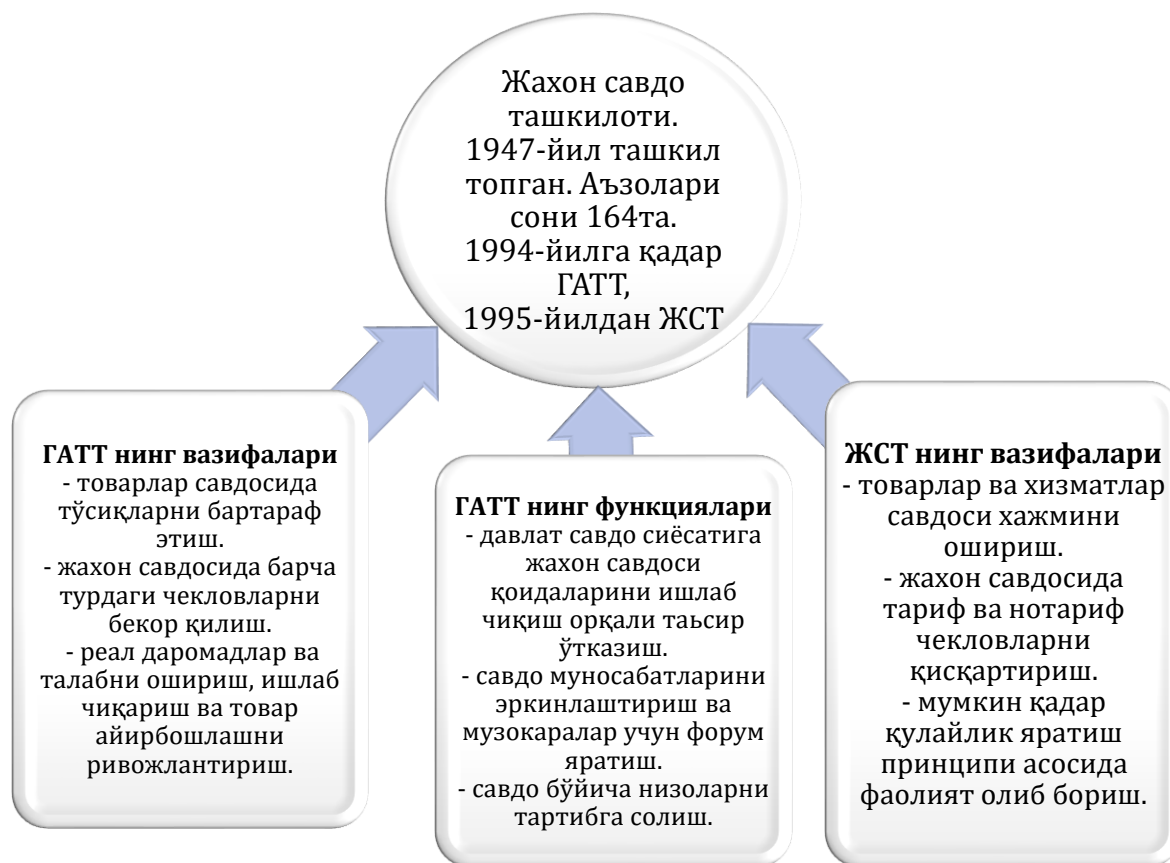 Жахон савдо
ташкилоти.
1947-йил ташкил
топган. Аъзолари
сони 164та.
1994-йилга қадар
ГАТТ,
1995-йилдан ЖСТ
ГАТТ нинг вазифалари
- товарлар савдосида
тўсиқларни бартараф
этиш.
- жахон савдосида барча
турдаги чекловларни
бекор қилиш.
- реал даромадлар ва
талабни ошириш, ишлаб
чиқариш ва товар
айирбошлашни
ривожлантириш.
ГАТТ нинг функциялари
- давлат савдо сиёсатига
жахон савдоси
қоидаларини ишлаб
чиқиш орқали таьсир
ўтказиш.
- савдо муносабатларини
эркинлаштириш ва
музокаралар учун форум
яратиш.
- савдо бўйича низоларни
тартибга солиш.
ЖСТ нинг вазифалари
- товарлар ва хизматлар
савдоси хажмини
ошириш.
- жахон савдосида
тариф ва нотариф
чекловларни
қисқартириш.
- мумкин қадар
қулайлик яратиш
принципи асосида
фаолият олиб бориш.